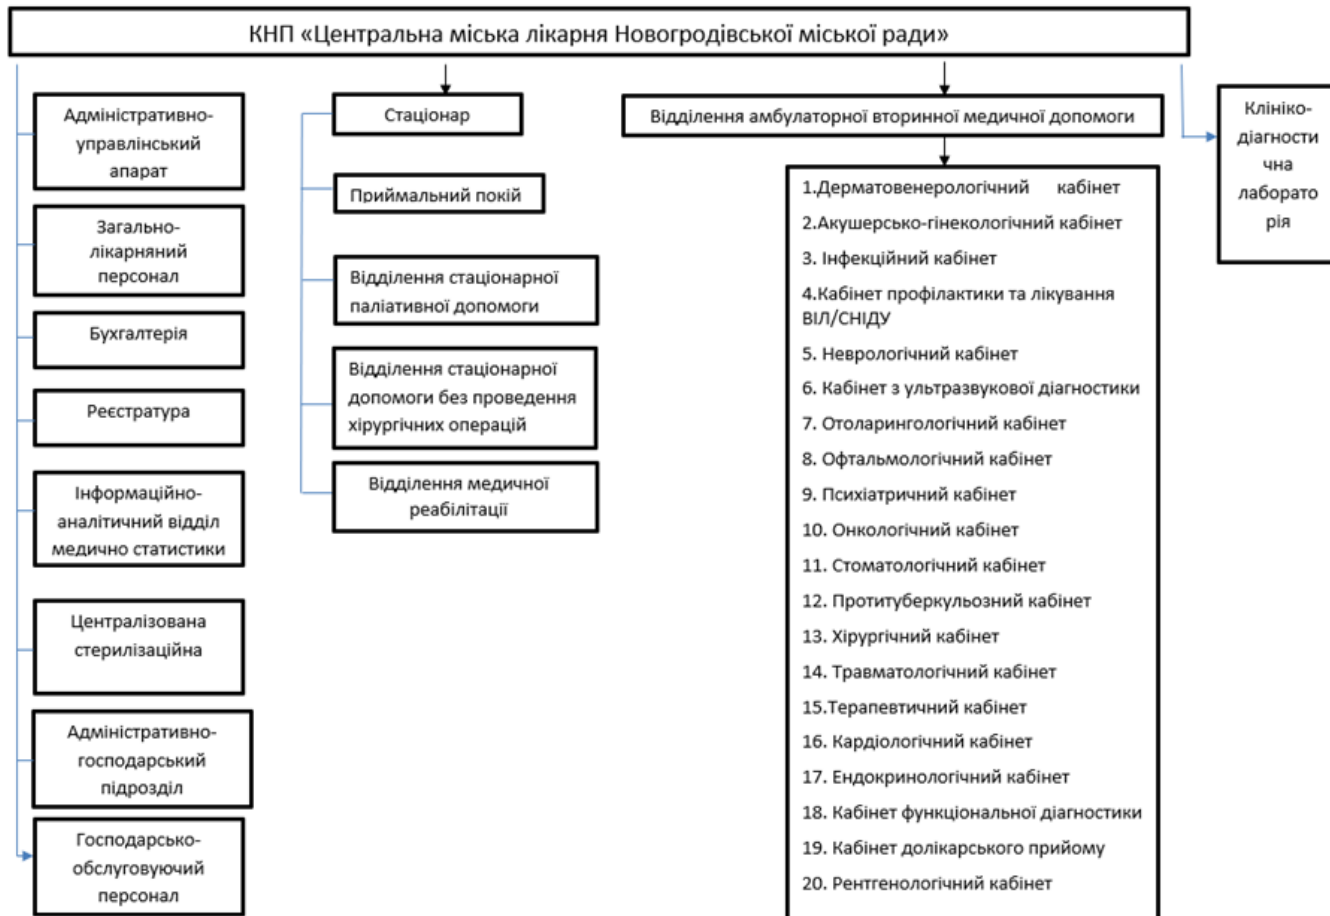 КНП «Центральна міська лікарня Новогродівської міської ради»
Адміністративно-
управлінський
апарат
Загально-
лікарняний
персонал
Бухгалтерія
Реєстратура
Інформаційно-
аналітичний відділ
медично статистики
Централізована
стерилізаційна
Адміністративно-
господарський
підрозділ
Господарсько-
обслуговуючий
персонал
Стаціонар
Приймальний покій
Відділення стаціонарної
паліативної допомоги
Відділення стаціонарної
допомоги без проведення
хірургічних операцій
Відділення медичної
реабілітації
Відділення амбулаторної вторинної медичної допомоги
1.Дерматовенерологічний кабінет
2.Акушерсько-гінекологічний кабінет
3. Інфекційний кабінет
4.Кабінет профілактики та лікування
ВІЛ/СНІДУ
5. Неврологічний кабінет
6. Кабінет з ультразвукової діагностики
7. Отоларингологічний кабінет
8. Офтальмологічний кабінет
9. Психіатричний кабінет
10. Онкологічний кабінет
11. Стоматологічний кабінет
12. Протитуберкульозний кабінет
13. Хірургічний кабінет
14. Травматологічний кабінет
15.Терапевтичний кабінет
16. Кардіологічний кабінет
17. Ендокринологічний кабінет
18. Кабінет функціональної діагностики
19. Кабінет долікарського прийому
20. Рентгенологічний кабінет
Клініко-
діагности
чна
лаборато
рія